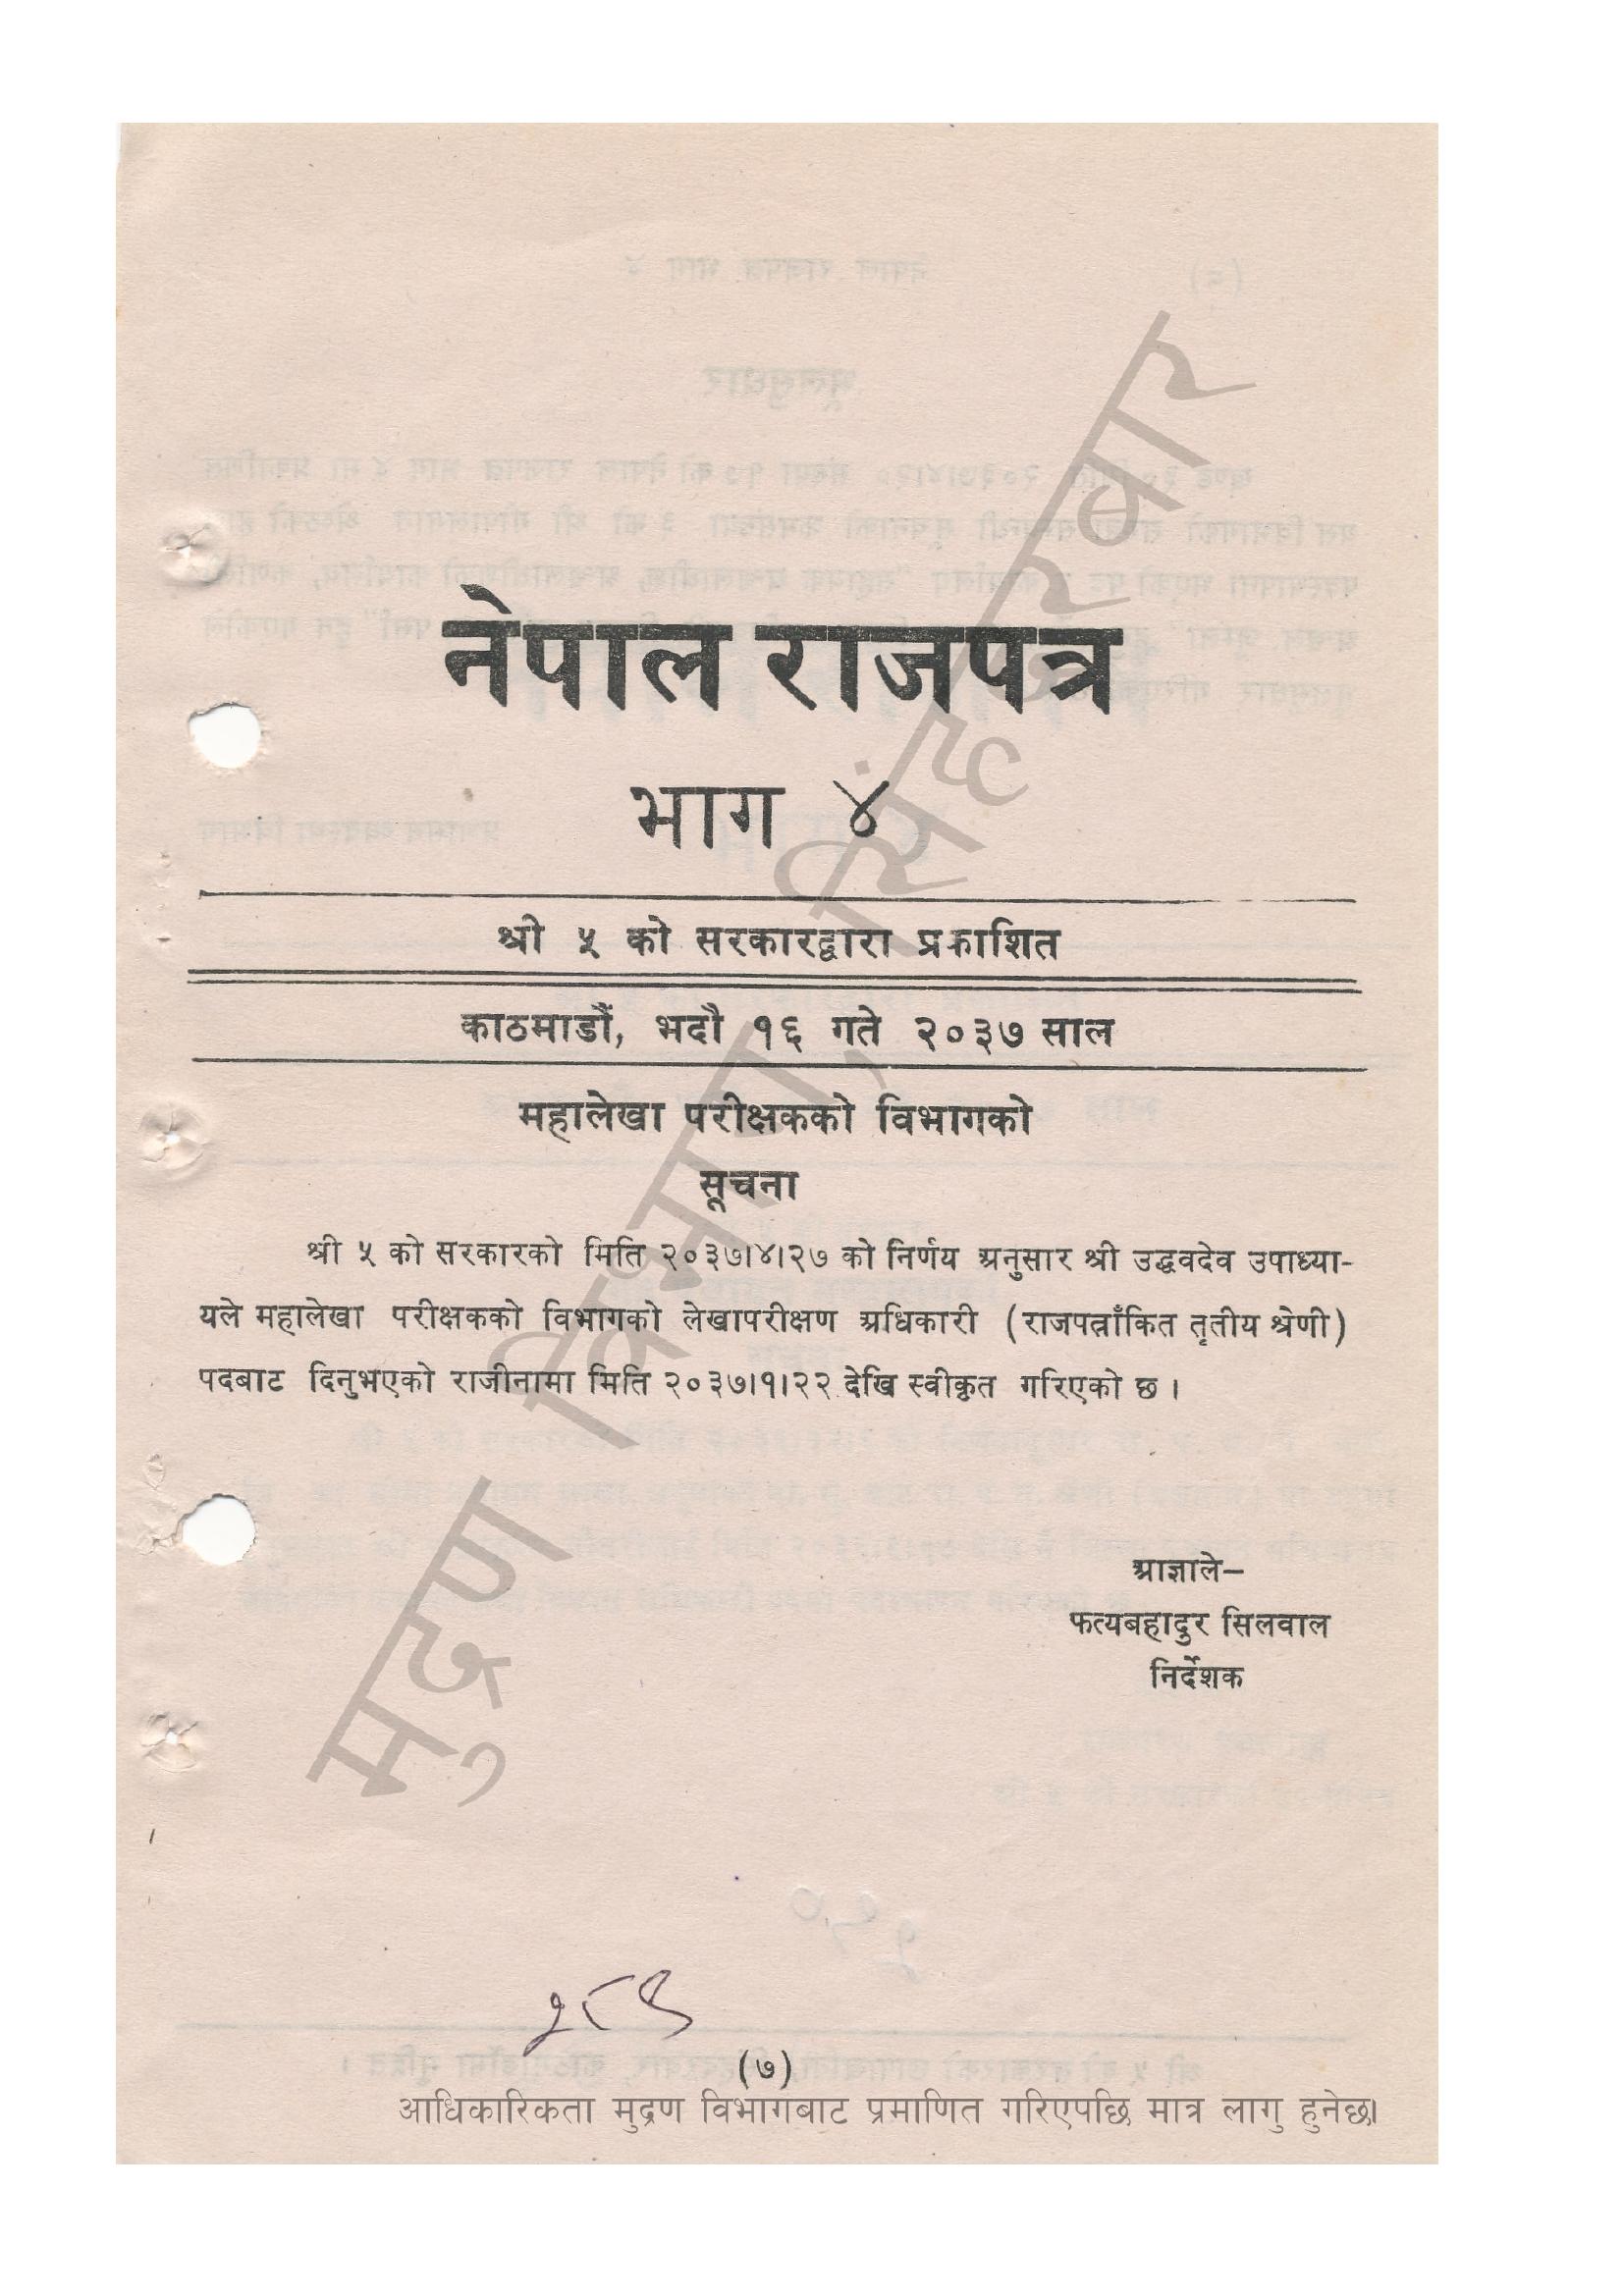 नेपाल राजपत्र
भाग ४
श्री ५ को सरकारद्वारा प्रकाशित
काठमाडौं, भदौ १६ गते २०३७ साल
महालेखा परीक्षकको विभागको
सूचना
श्री ५ को सरकारको मिति २०३७।४।२७ को निर्णय अनुसार श्री उद्धवदेव उपाध्या-
यले महालेखा परीक्षकको विभागको लेखापरीक्षण अधिकारी (राजपत्राँकित तृतीय श्रेणी)
पदबाट दिनुभएको राजीनामा मिति २०३७।१।२२ देखि स्वीकृत गरिएको छ ।
आज्ञाले–
फत्यबहादुर सिलवाल
निर्देशक
(७)
आधिकारिकता मुद्रण विभागबाट प्रमाणित गरिएपछि मात्र लागु हुनेछ।
मुद्रण विभाग, सिंहदरबार